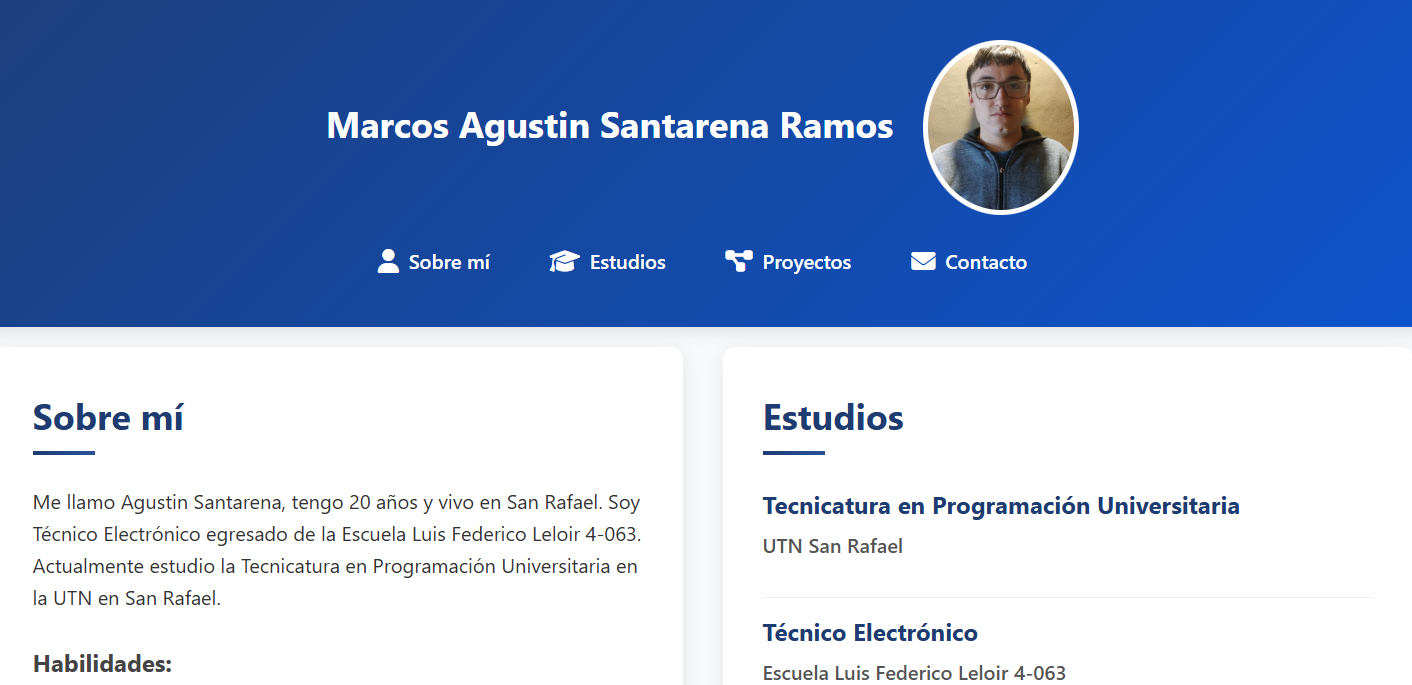 Marcos Agustin Santarena Ramos
Sobre mí
Estudios
Proyectos
Contacto
Sobre mí
Me llamo Agustin Santarena, tengo 20 años y vivo en San Rafael. Soy
Técnico Electrónico egresado de la Escuela Luis Federico Leloir 4-063.
Actualmente estudio la Tecnicatura en Programación Universitaria en
la UTN en San Rafael.
Habilidades:
Estudios
Tecnicatura en Programación Universitaria
UTN San Rafael
Técnico Electrónico
Escuela Luis Federico Leloir 4-063